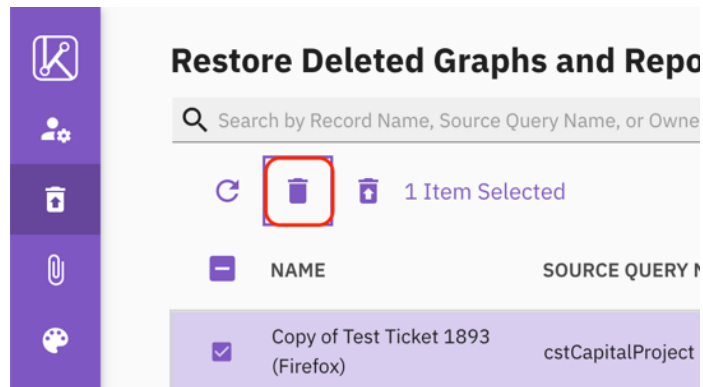 Restore Deleted Graphs and Repo
Search by Record Name, Source Query Name, or Owne
1 Item Selected
NAME SOURCE QUERY N
Copy of Test Ticket 1893 cstCapitalProject
(Firefox)